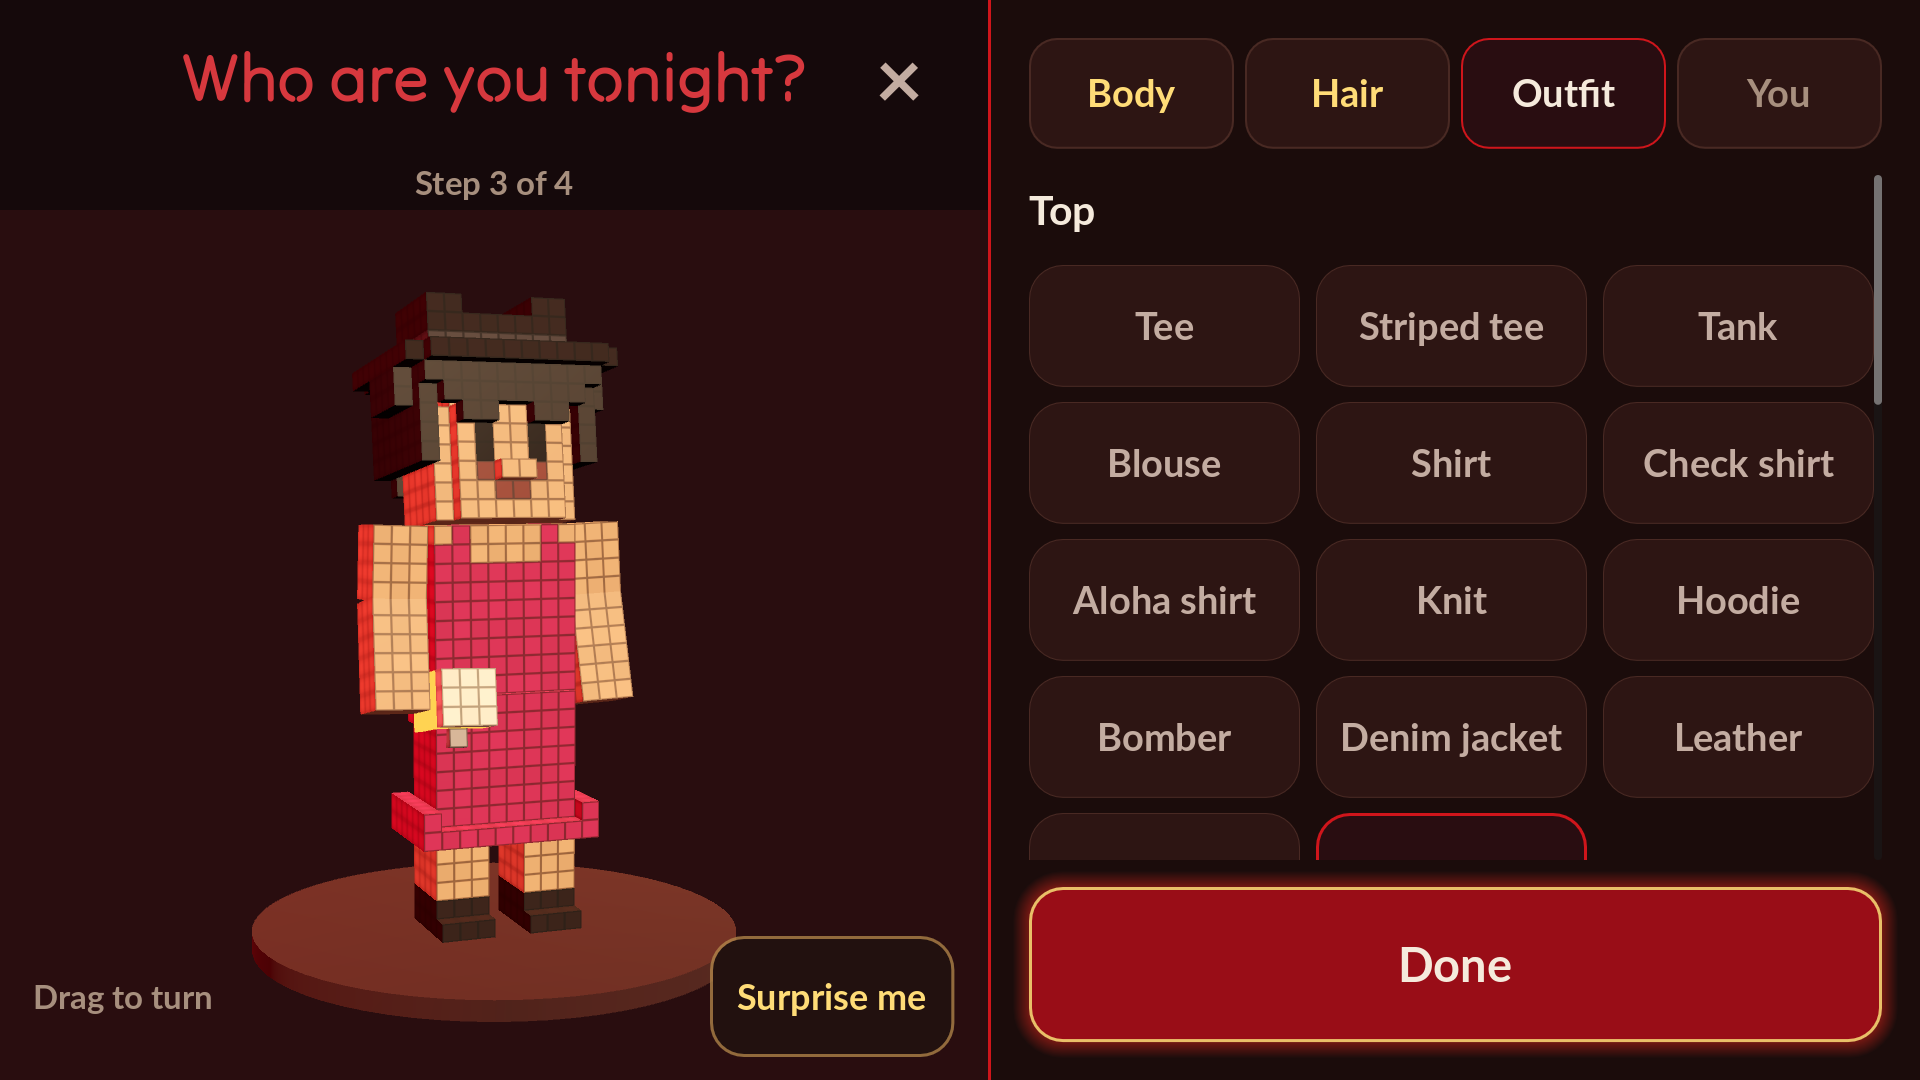 Who are you tonight?
Step 3 of 4
Drag to turn
Surprise me
Body
Hair
Outfit
You
Top
Tee
Striped tee
Tank
Blouse
Shirt
Check shirt
Aloha shirt
Knit
Hoodie
Bomber
Denim jacket
Leather
Done